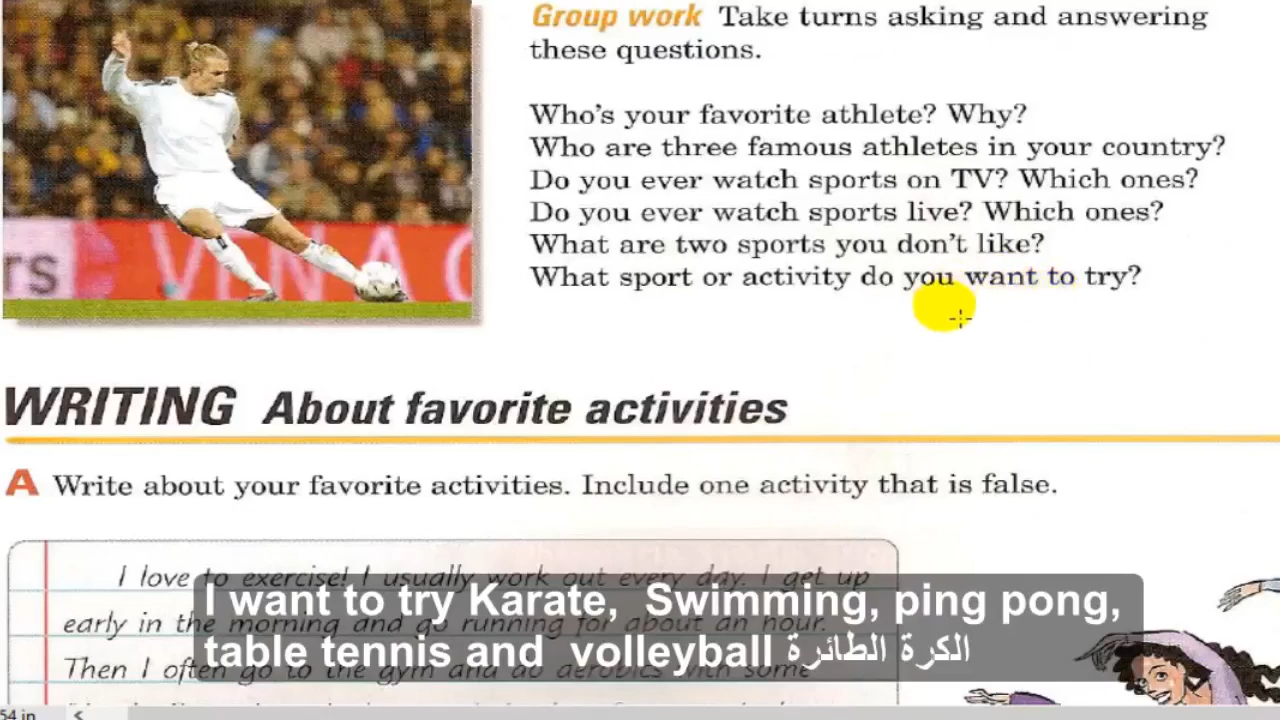 Group work Take turns asking and answering
these questions.
Who's your favorite athlete? Why?
Who are three famous athletes in your country?
Do you ever watch sports on TV? Which ones?
Do you ever watch sports live? Which ones?
What are two sports you don't like?
What sport or activity do you want to try?
rs VENA C
WRITING About favorite activities
A Write about your favorite activities. Include one activity that is false.
I love to exercise! I usually work out every day. I get up
early in the morning and go running for about an hour.
Then I often go to the gym and do aerobics with some
I want to try Karate, Swimming, ping pong,
table tennis and volleyball الكرة الطائرة
54 in <